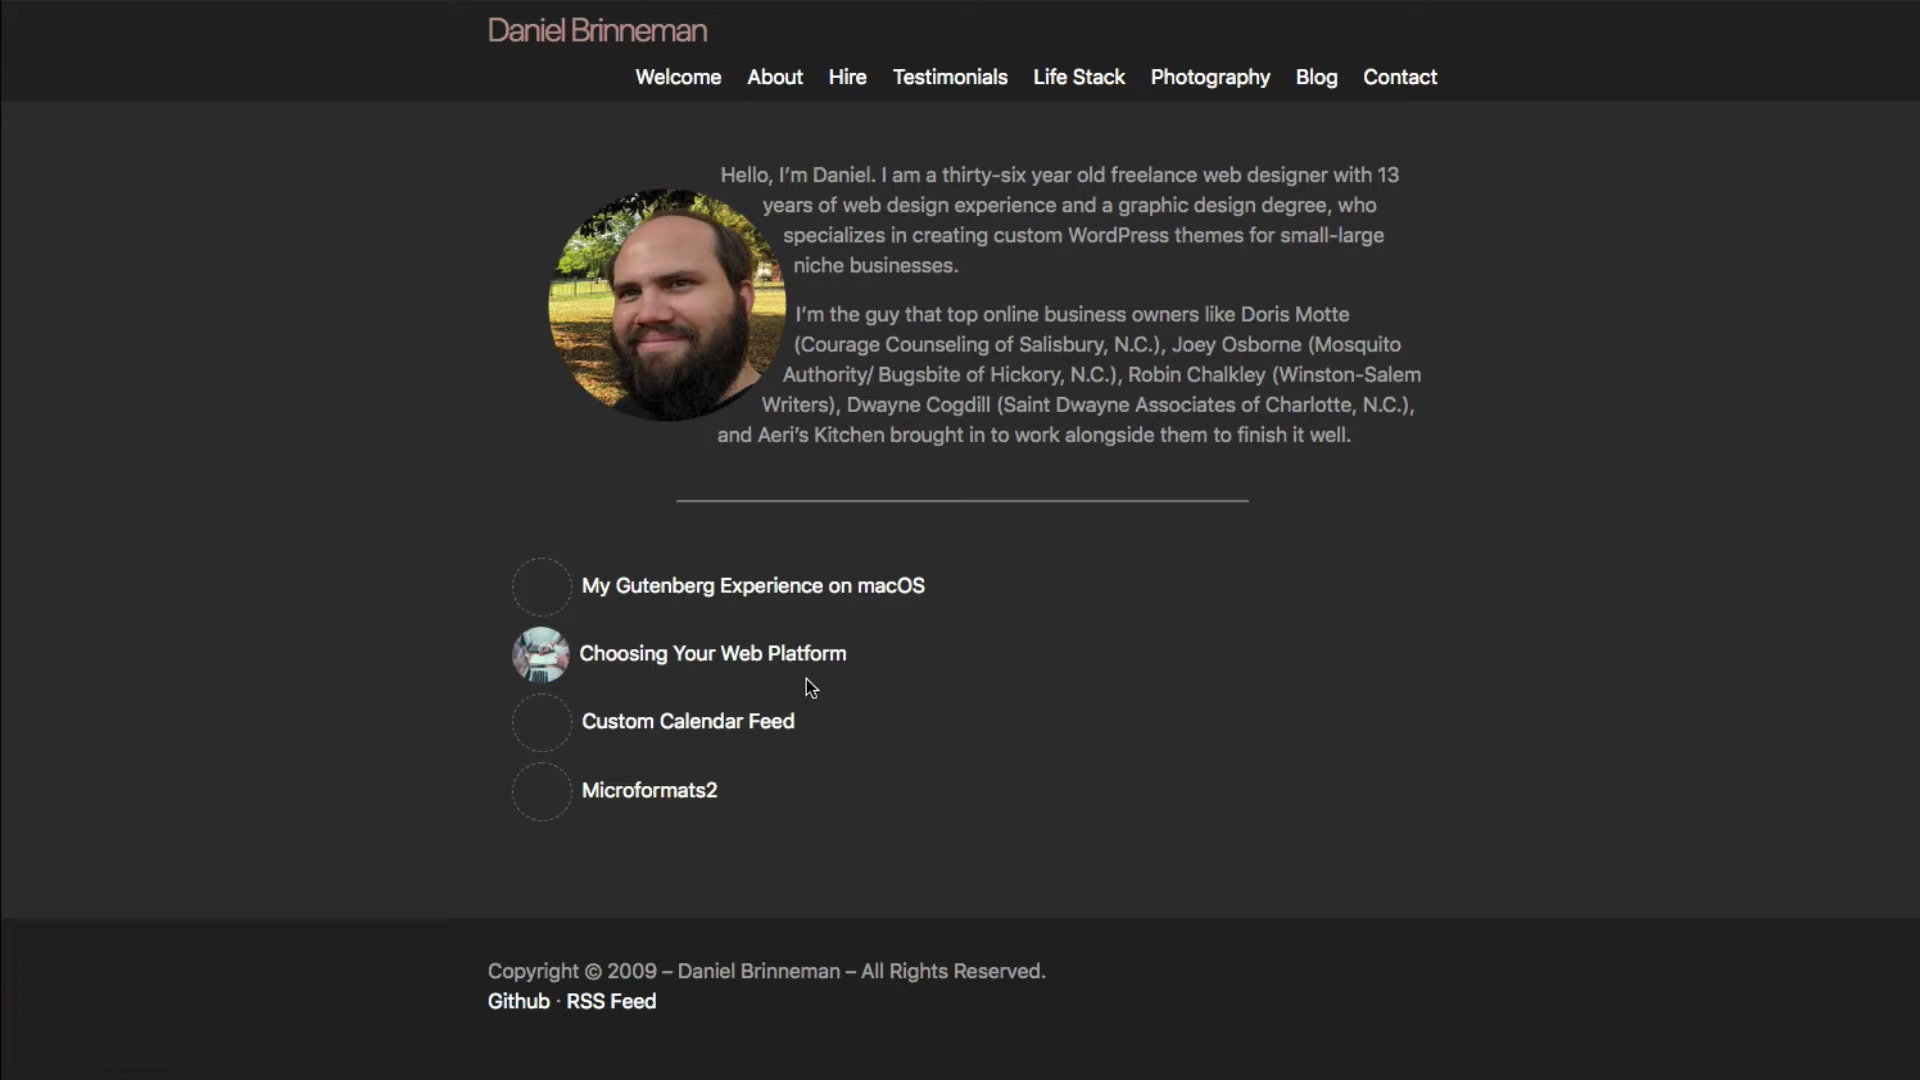 Daniel Brinneman
Welcome About Hire Testimonials Life Stack Photography Blog Contact
Hello, I’m Daniel. I am a thirty-six year old freelance web designer with 13
years of web design experience and a graphic design degree, who
specializes in creating custom WordPress themes for small-large
niche businesses.
I’m the guy that top online business owners like Doris Motte
(Courage Counseling of Salisbury, N.C.), Joey Osborne (Mosquito
Authority/ Bugsbite of Hickory, N.C.), Robin Chalkley (Winston-Salem
Writers), Dwayne Cogdill (Saint Dwayne Associates of Charlotte, N.C.),
and Aeri’s Kitchen brought in to work alongside them to finish it well.
My Gutenberg Experience on macOS
Choosing Your Web Platform
Custom Calendar Feed
Microformats2
Copyright © 2009 – Daniel Brinneman – All Rights Reserved.
Github · RSS Feed